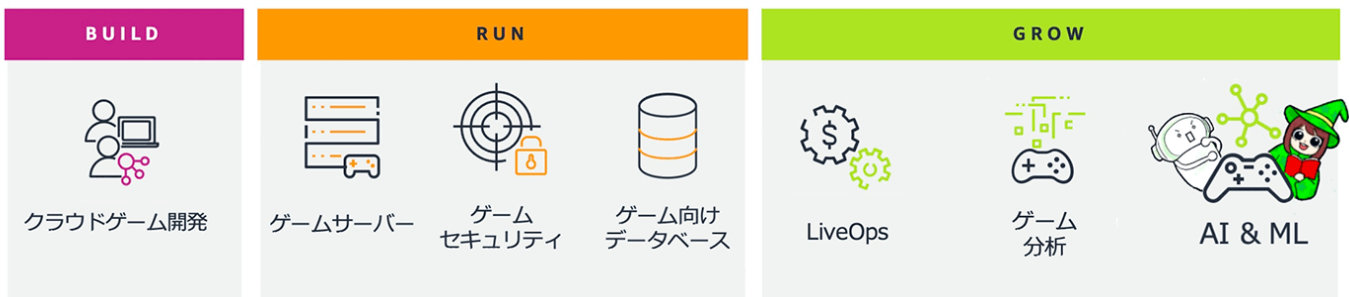 BUILD
RUN
GROW
クラウドゲーム開発
ゲームサーバー
ゲーム
セキュリティ
ゲーム向け
データベース
$
LiveOps
ゲーム
分析
AI & ML